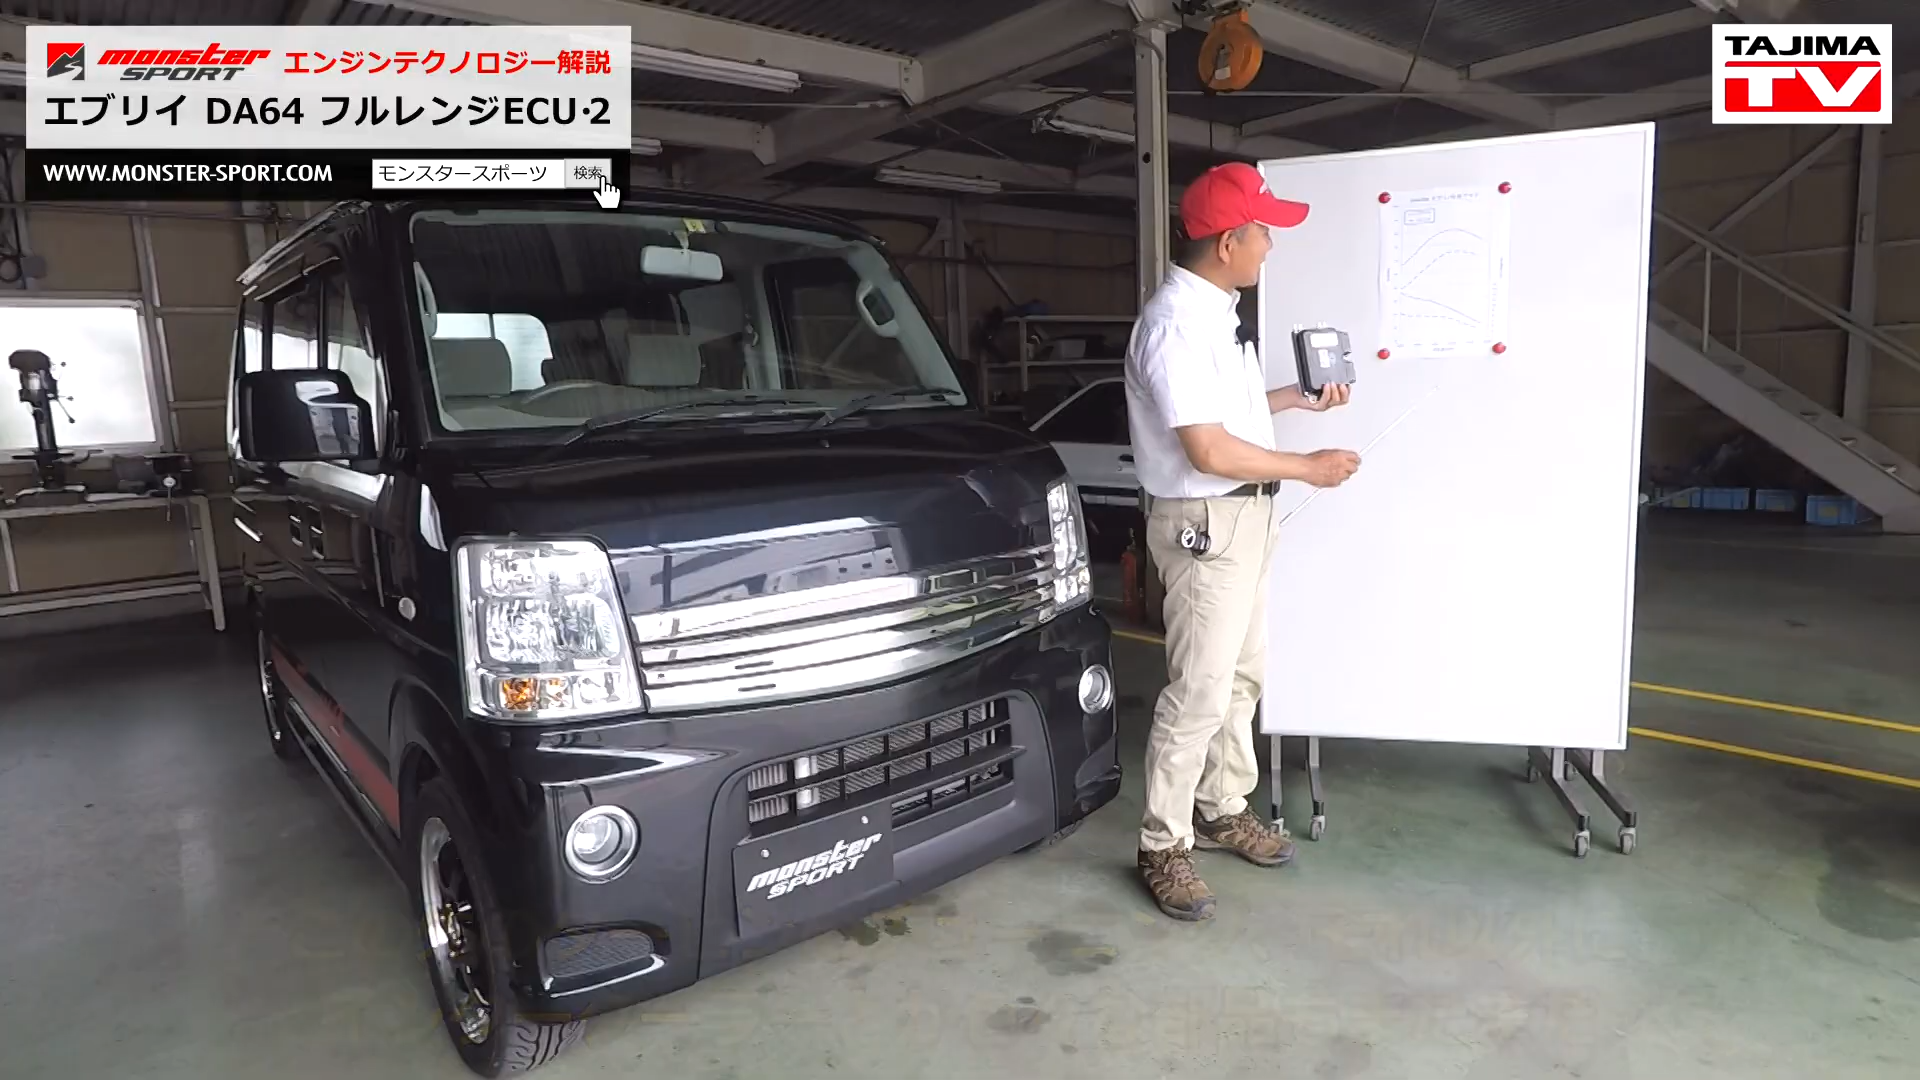 monster SPORT エンジンテクノロジー解説
エブリイ DA64 フルレンジECU・2
WWW.MONSTER-SPORT.COM モンスタースポーツ 検索
TAJIMA
TV
monster
SPORT